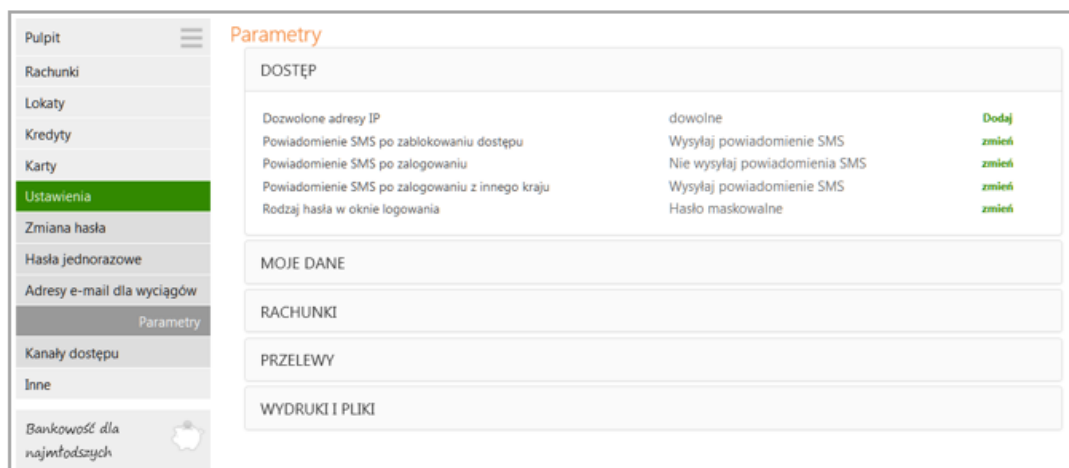 Pulpit
Rachunki
Lokaty
Kredyty
Karty
Ustawienia
Zmiana hasła
Hasła jednorazowe
Adresy e-mail dla wyciągów
Parametry
Kanały dostępu
Inne
Bankowość dla
najmłodszych
Parametry
DOSTĘP
Dozwolone adresy IP dowolne Dodaj
Powiadomienie SMS po zablokowaniu dostępu Wysyłaj powiadomienie SMS zmień
Powiadomienie SMS po zalogowaniu Nie wysyłaj powiadomienia SMS zmień
Powiadomienie SMS po zalogowaniu z innego kraju Wysyłaj powiadomienie SMS zmień
Rodzaj hasła w oknie logowania Hasło maskowalne zmień
MOJE DANE
RACHUNKI
PRZELEWY
WYDRUKI I PLIKI